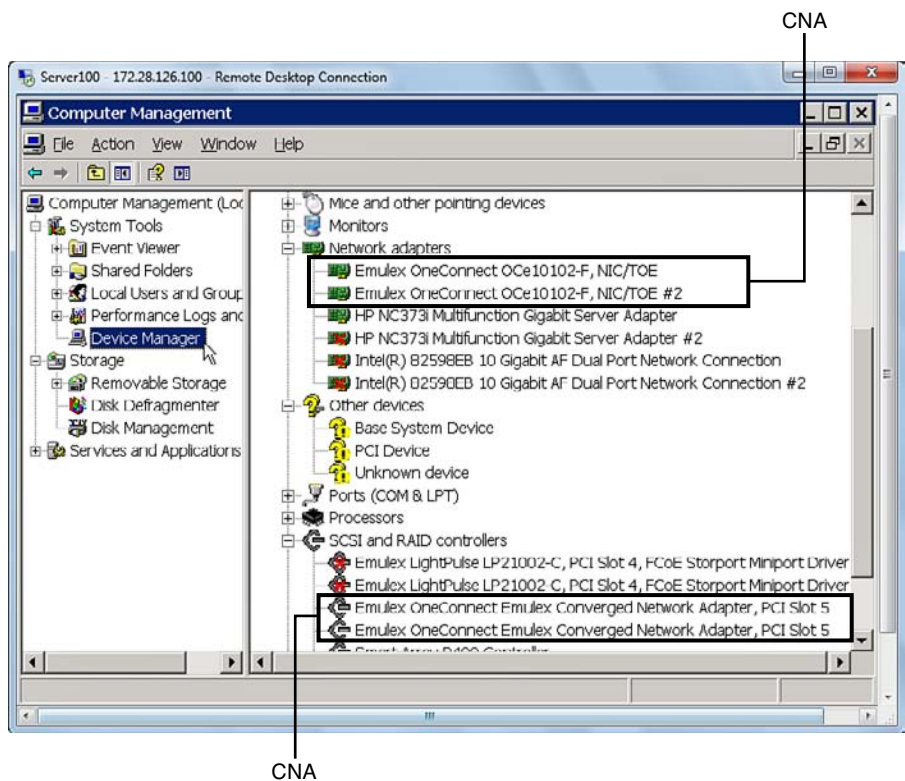 CNA
Server100 - 172.28.126.100 - Remote Desktop Connection
Computer Management
File Action View Window Help
Computer Management (Loc
System Tools
Event Viewer
Shared Folders
Local Users and Group
Performance Logs and
Device Manager
Storage
Removable Storage
Disk Defragmenter
Disk Management
Services and Applications
Mice and other pointing devices
Monitors
Network adapters
Emulex OneConnect OCe10102-F, NIC/TOE
Emulex OneConnect OCe10102-F, NIC/TOE #2
HP NC373i Multifunction Gigabit Server Adapter
HP NC373i Multifunction Gigabit Server Adapter #2
Intel(R) 82598EB 10 Gigabit AF Dual Port Network Connection
Intel(R) 82598EB 10 Gigabit AF Dual Port Network Connection #2
Other devices
Base System Device
PCI Device
Unknown device
Ports (COM & LPT)
Processors
SCSI and RAID controllers
Emulex LightPulse LP21002-C, PCI Slot 4, FCoE Storport Miniport Driver
Emulex LightPulse LP21002-C, PCI Slot 4, FCoE Storport Miniport Driver
Emulex OneConnect Emulex Converged Network Adapter, PCI Slot 5
Emulex OneConnect Emulex Converged Network Adapter, PCI Slot 5
CNA